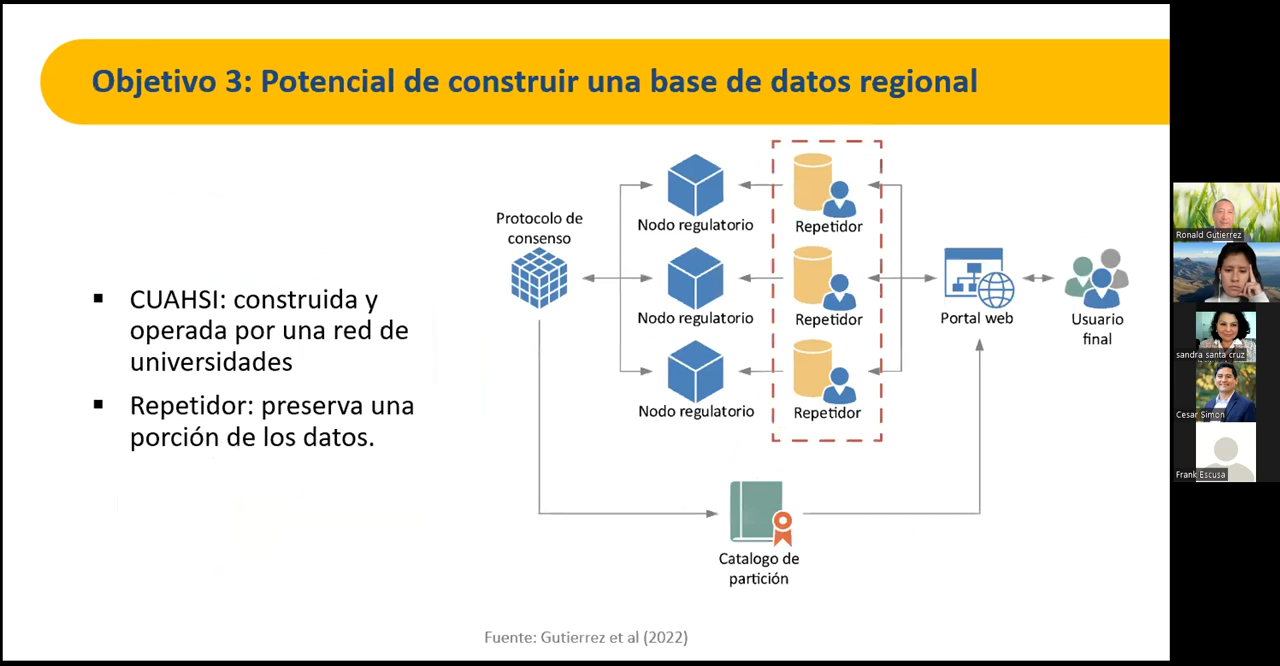 Objetivo 3: Potencial de construir una base de datos regional
▪ CUAHSI: construida y
operada por una red de
universidades
▪ Repetidor: preserva una
porción de los datos.
Protocolo de
consenso
Nodo regulatorio
Repetidor
Nodo regulatorio
Repetidor
Nodo regulatorio
Repetidor
Portal web
Usuario
final
Catalogo de
partición
Fuente: Gutierrez et al (2022)
Ronald Gutierrez
sandra santa cruz
Cesar Simon
Frank Escusa